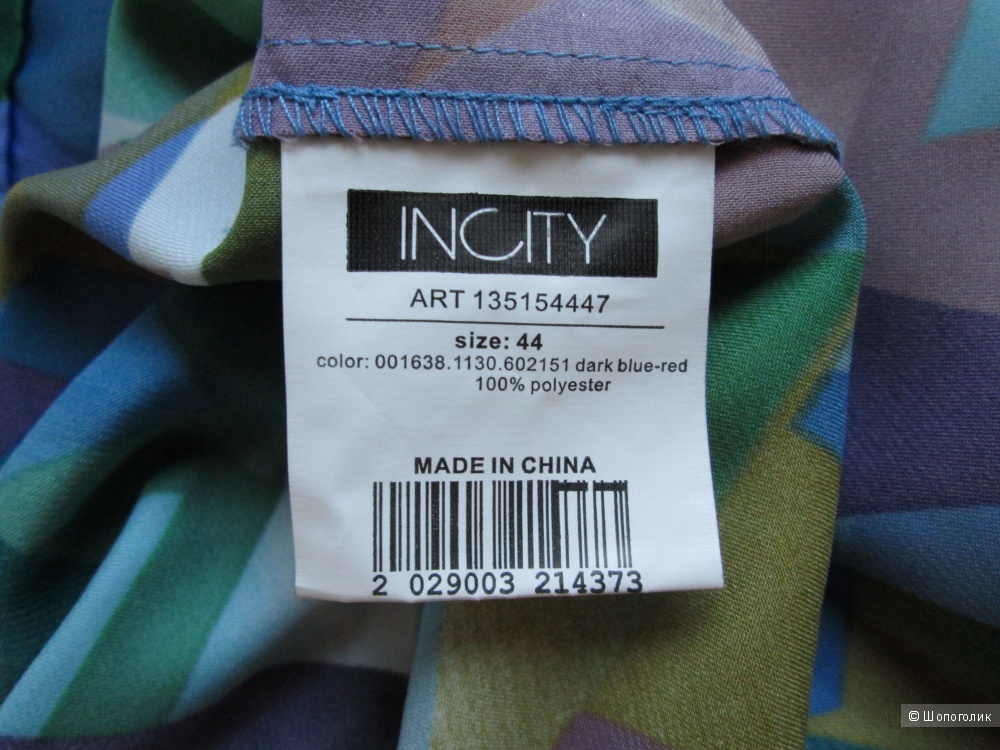 INCITY
ART 135154447
size: 44
color: 001638.1130.602151 dark blue-red
100% polyester
MADE IN CHINA
2 029003 214373
© Шопоголик